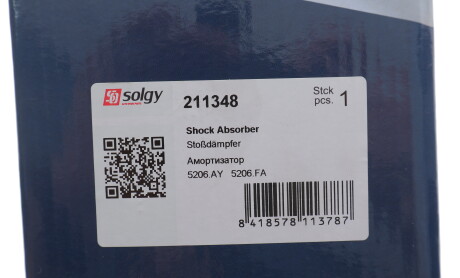 solgy
211348
Stck
pcs. 1
Shock Absorber
Stoßdämpfer
Амортизатор
5206.AY 5206.FA
8 418578 113787